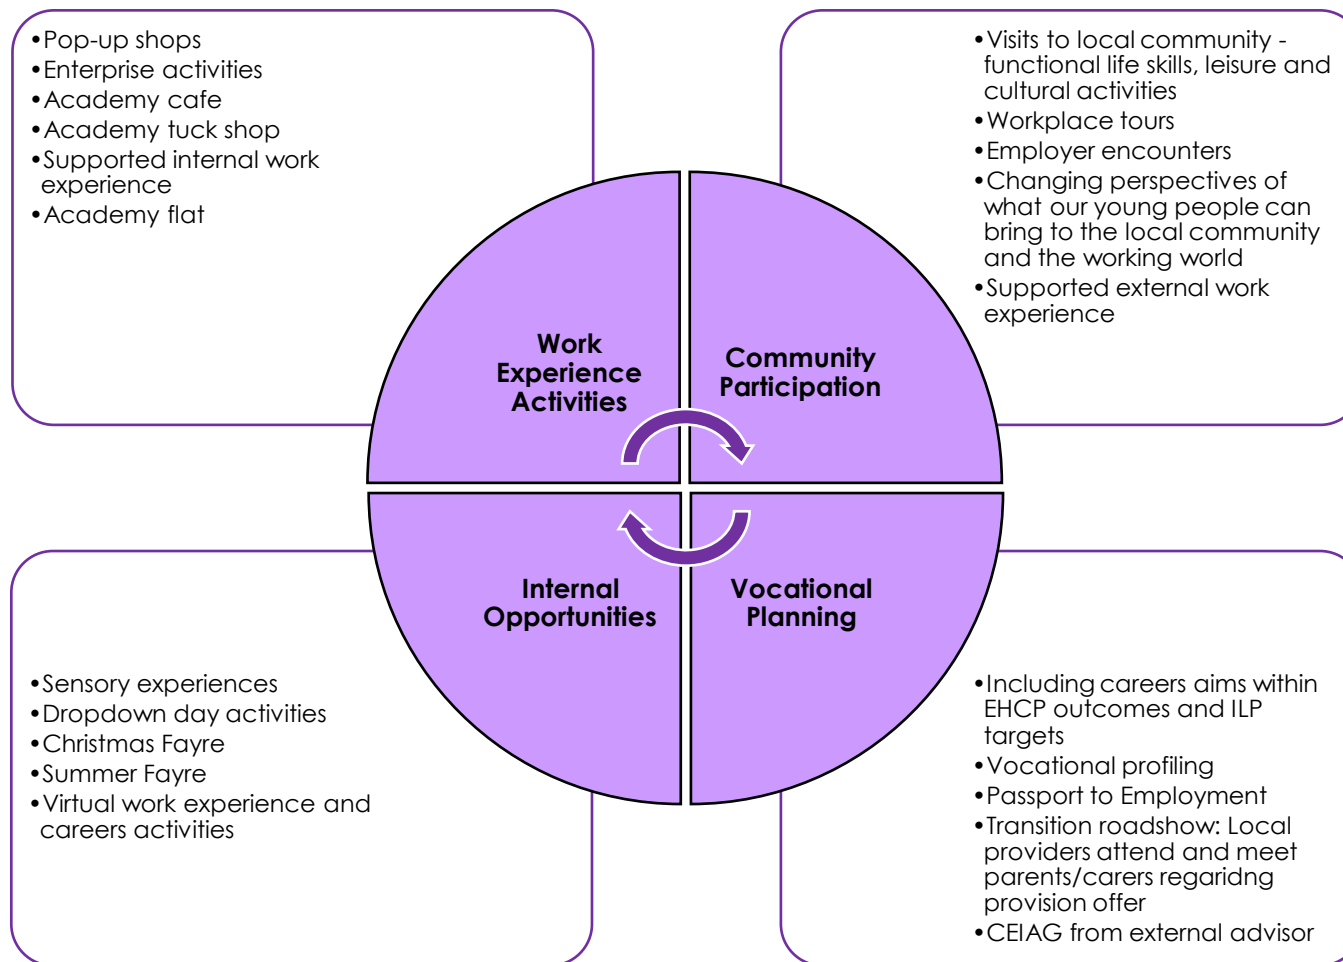 •Pop-up shops
•Enterprise activities
•Academy cafe
•Academy tuck shop
•Supported internal work
experience
•Academy flat
•Visits to local community -
functional life skills, leisure and
cultural activities
•Workplace tours
•Employer encounters
•Changing perspectives of
what our young people can
bring to the local community
and the working world
•Supported external work
experience
Work
Experience
Activities
Community
Participation
Internal
Opportunities
Vocational
Planning
•Sensory experiences
•Dropdown day activities
•Christmas Fayre
•Summer Fayre
•Virtual work experience and
careers activities
•Including careers aims within
EHCP outcomes and ILP
targets
•Vocational profiling
•Passport to Employment
•Transition roadshow: Local
providers attend and meet
parents/carers regaridng
provision offer
•CEIAG from external advisor